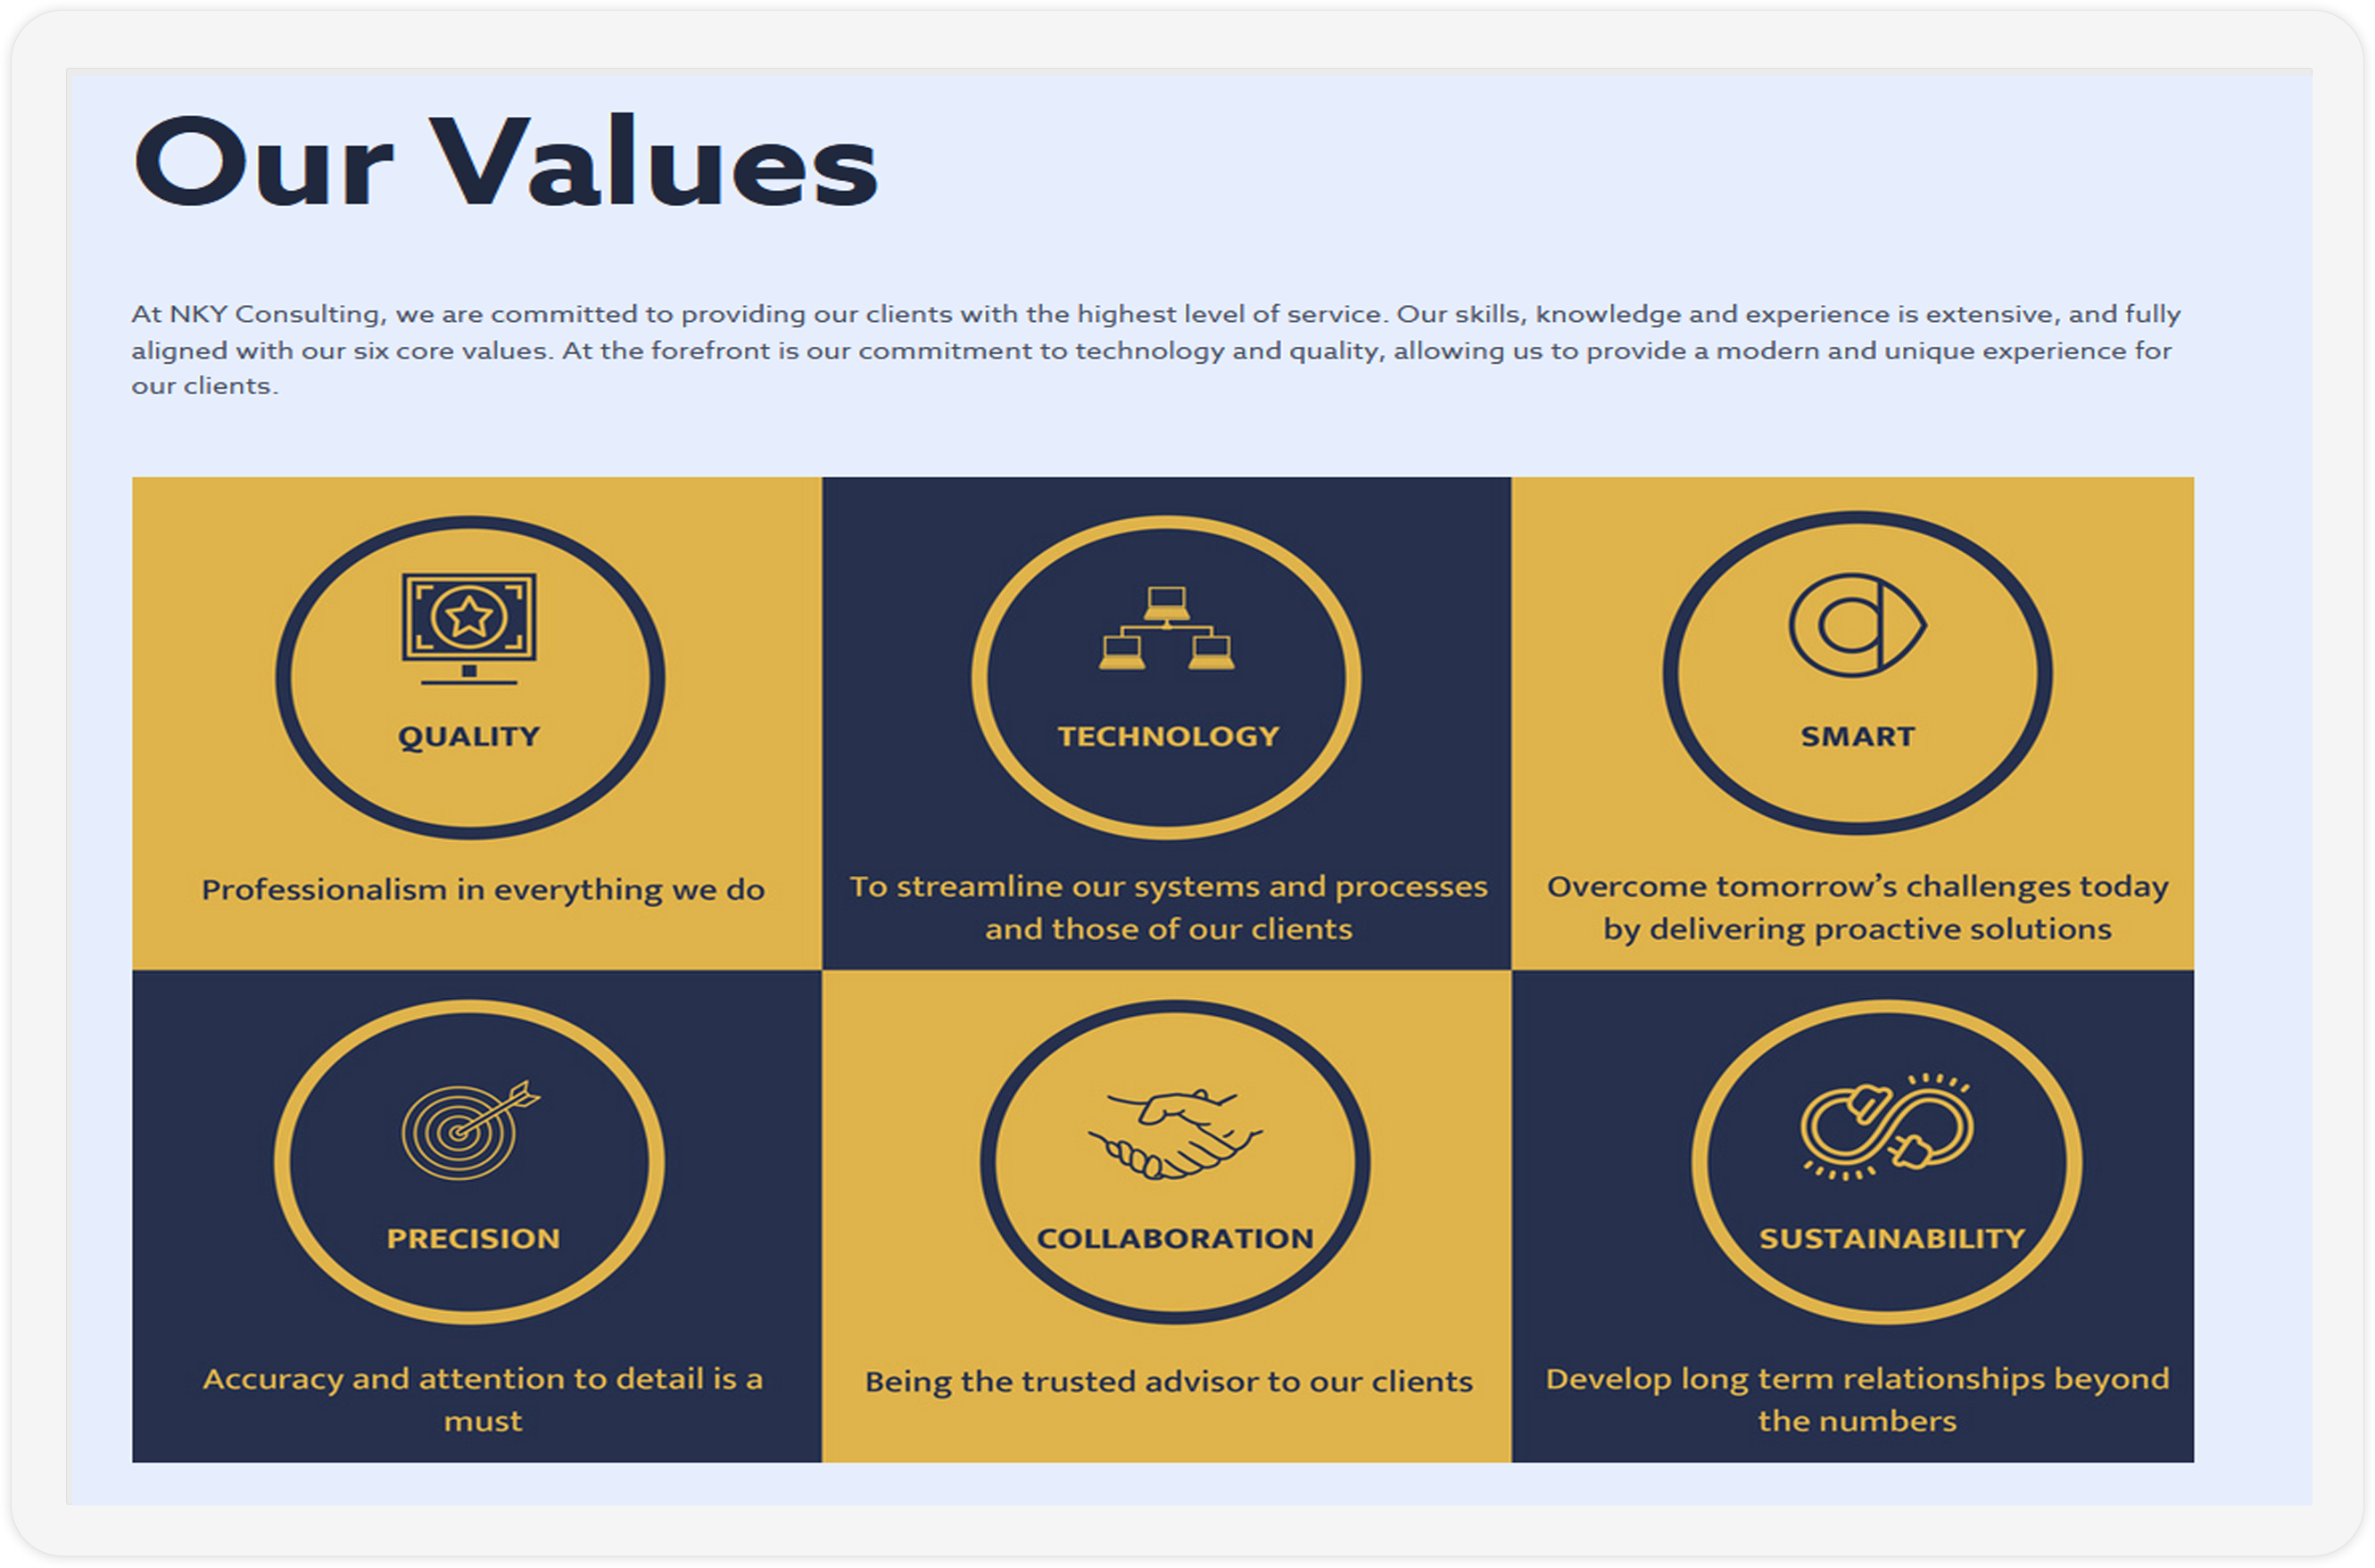 Our Values
At NKY Consulting, we are committed to providing our clients with the highest level of service. Our skills, knowledge and experience is extensive, and fully
aligned with our six core values. At the forefront is our commitment to technology and quality, allowing us to provide a modern and unique experience for
our clients.
QUALITY
Professionalism in everything we do
TECHNOLOGY
To streamline our systems and processes
and those of our clients
SMART
Overcome tomorrow’s challenges today
by delivering proactive solutions
PRECISION
Accuracy and attention to detail is a
must
COLLABORATION
Being the trusted advisor to our clients
SUSTAINABILITY
Develop long term relationships beyond
the numbers